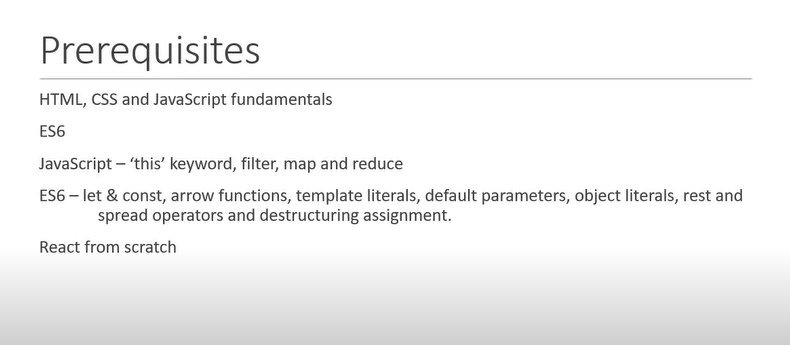 Prerequisites
HTML, CSS and JavaScript fundamentals
ES6
JavaScript – ‘this’ keyword, filter, map and reduce
ES6 – let & const, arrow functions, template literals, default parameters, object literals, rest and
spread operators and destructuring assignment.
React from scratch